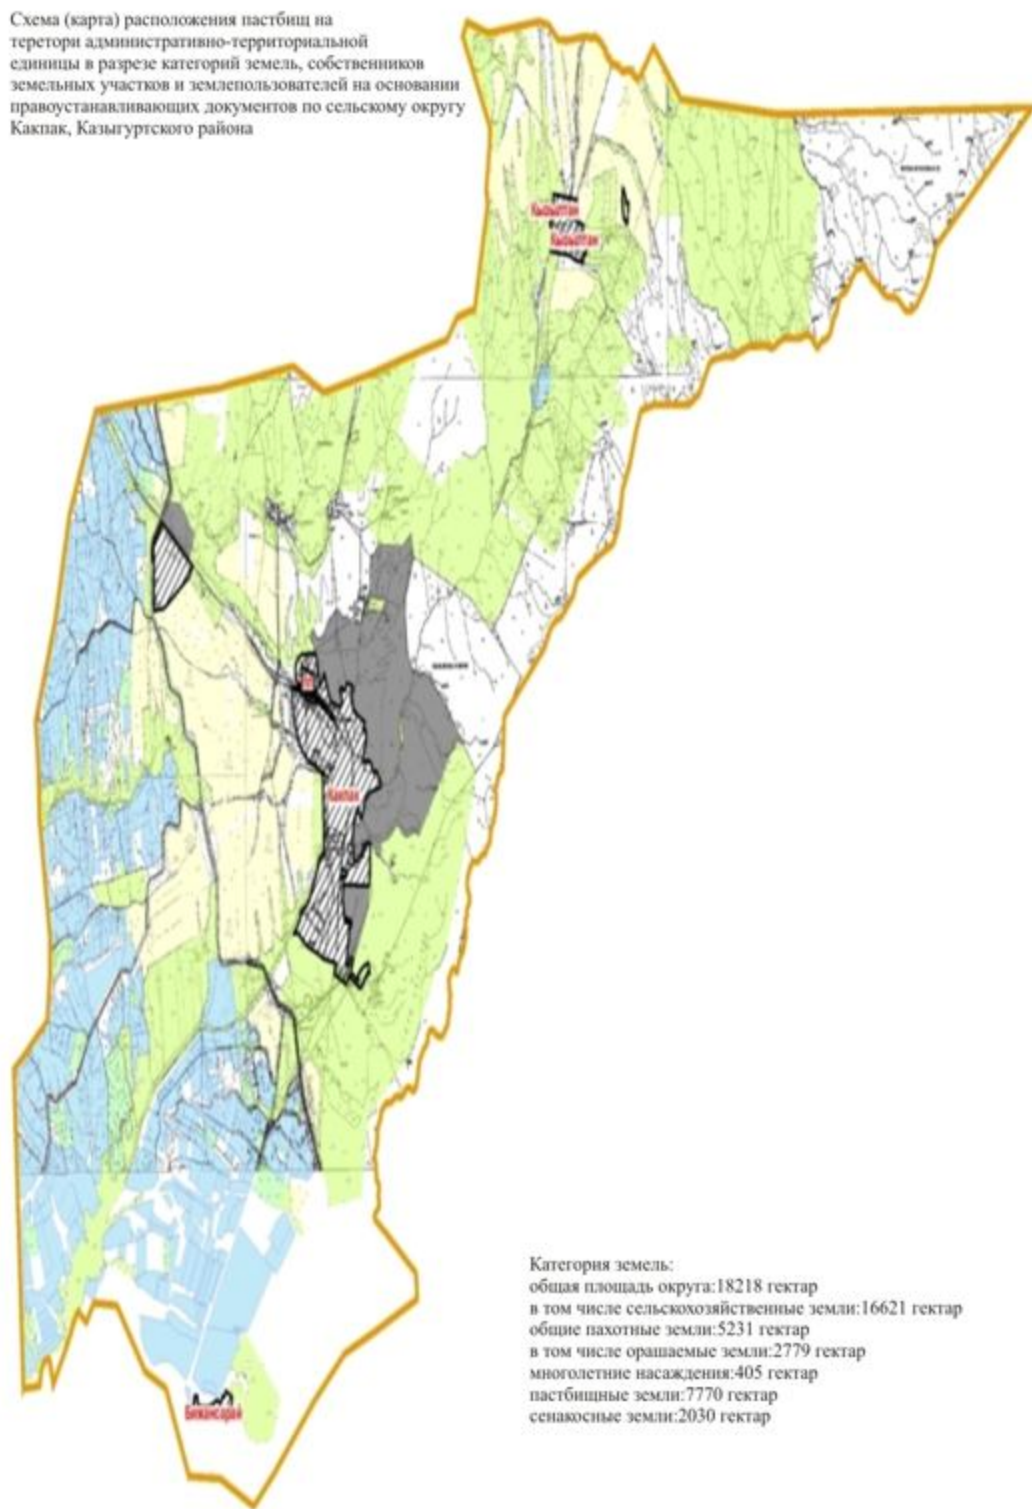 Схема (карта) расположения пастбищ на
теретори административно-территориальной
единицы в разрезе категорий земель, собственников
земельных участков и землепользователей на основании
правоустанавливающих документов по сельскому округу
Какпак, Казыгуртского района
Кызылтан
Кызылтан
Какпак
Бижансарай
Категория земель:
общая площадь округа:18218 гектар
в том числе сельскохозяйственные земли:16621 гектар
общие пахотные земли:5231 гектар
в том числе орашаемые земли:2779 гектар
многолетние насаждения:405 гектар
пастбищные земли:7770 гектар
сенакосные земли:2030 гектар